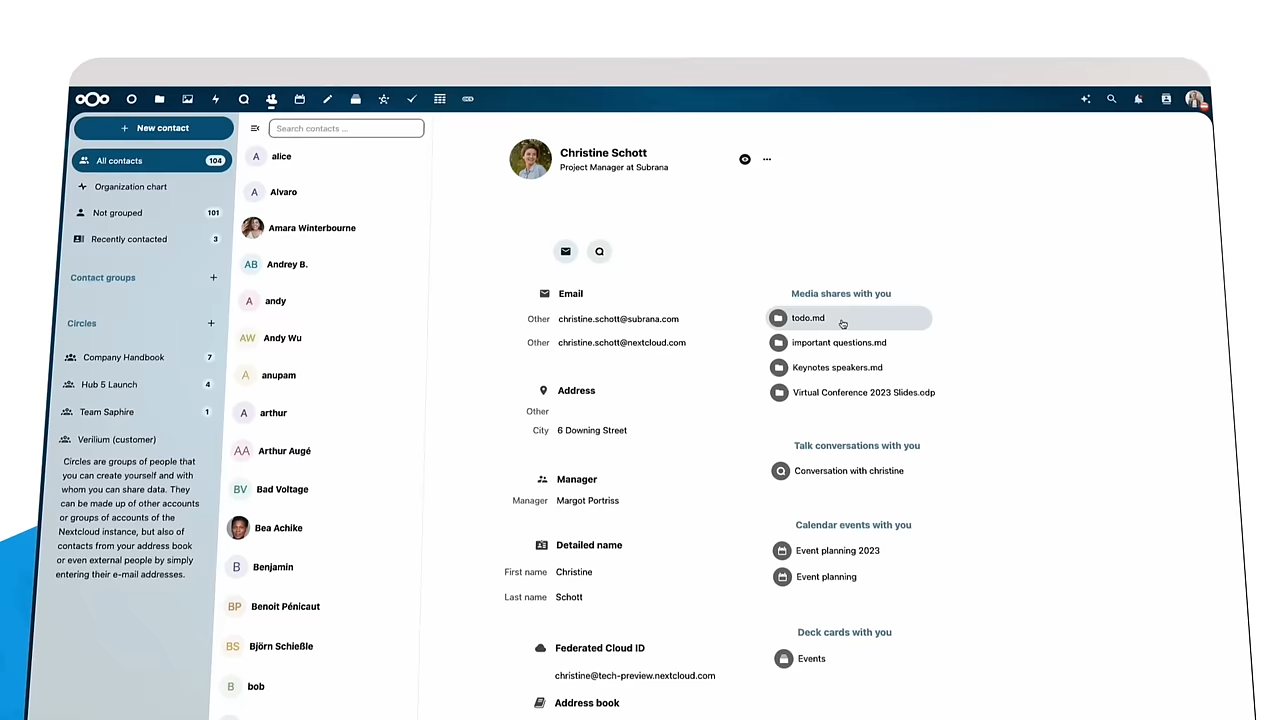 + New contact
All contacts 104
Organization chart
Not grouped 101
Recently contacted 3
Contact groups +
Circles +
Company Handbook 7
Hub 5 Launch 4
Team Saphire 1
Verilium (customer)
Circles are groups of people that
you can create yourself and with
whom you can share data. They
can be made up of other accounts
or groups of accounts of the
Nextcloud instance, but also of
contacts from your address book
or even external people by simply
entering their e-mail addresses.
Search contacts ...
A alice
A Alvaro
Amara Winterbourne
AB Andrey B.
A andy
AW Andy Wu
A anupam
A arthur
AA Arthur Augé
BV Bad Voltage
Bea Achike
B Benjamin
BP Benoit Pénicaut
BS Björn Schießle
B bob
Christine Schott
Project Manager at Subrana
Email
Other christine.schott@subrana.com
Other christine.schott@nextcloud.com
Address
Other
City 6 Downing Street
Manager
Manager Margot Portriss
Detailed name
First name Christine
Last name Schott
Federated Cloud ID
christine@tech-preview.nextcloud.com
Address book
Media shares with you
todo.md
important questions.md
Keynotes speakers.md
Virtual Conference 2023 Slides.odp
Talk conversations with you
Conversation with christine
Calendar events with you
Event planning 2023
Event planning
Deck cards with you
Events